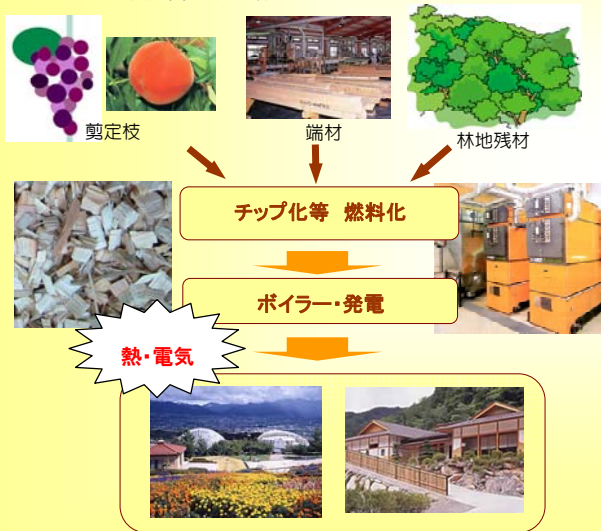 剪定枝
端材
林地残材
チップ化等 燃料化
ボイラー・発電
熱・電気